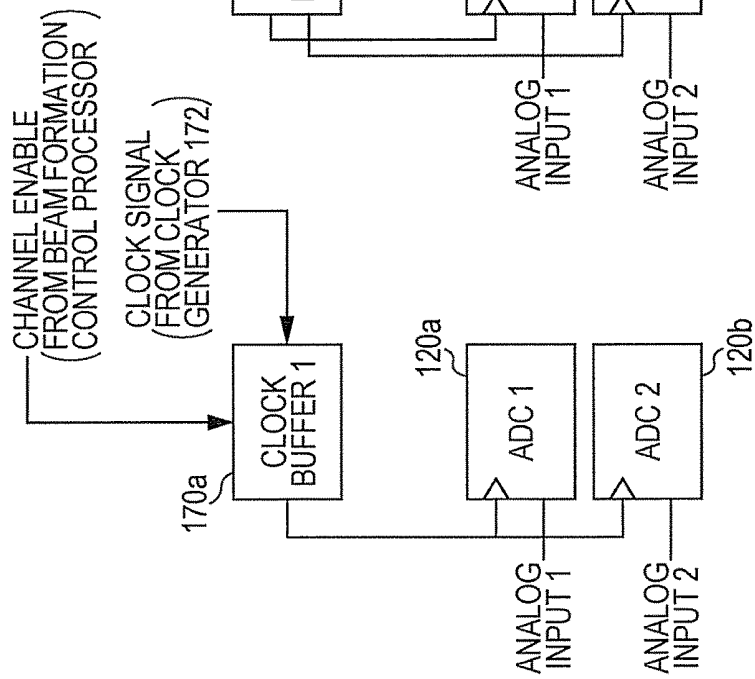 CHANNEL ENABLE
(FROM BEAM FORMATION
CONTROL PROCESSOR)
CLOCK SIGNAL
(FROM CLOCK
GENERATOR 172)
170a
CLOCK
BUFFER 1
120a
ADC 1
ADC 2
120b
ANALOG
INPUT 1
ANALOG
INPUT 2
ANALOG
INPUT 1
ANALOG
INPUT 2